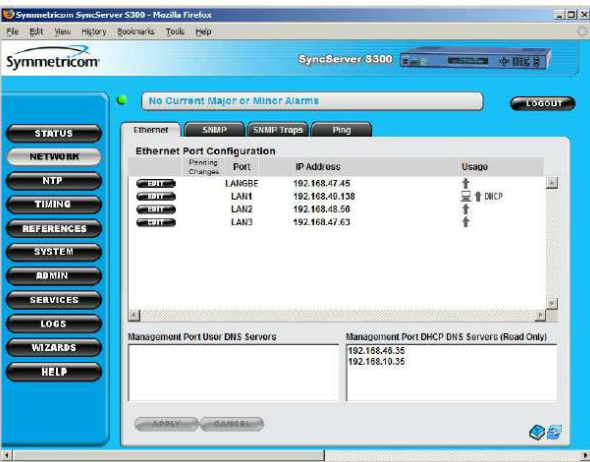 Symmetricom SyncServer S300 - Mozilla Firefox
File Edit View History Bookmarks Tools Help
Symmetricom
SyncServer S300
No Current Major or Minor Alarms
LOGOUT
STATUS
NETWORK
NTP
TIMING
REFERENCES
SYSTEM
ADMIN
SERVICES
LOGS
WIZARDS
HELP
Ethernet SNMP SNMP Traps Ping
Ethernet Port Configuration
Pending Changes Port IP Address Usage
EDIT LANGBE 192.168.47.45
EDIT LAN1 192.168.49.138 DHCP
EDIT LAN2 192.168.48.56
EDIT LAN3 192.168.47.63
Management Port User DNS Servers
Management Port DHCP DNS Servers (Read Only)
192.168.46.35
192.168.10.35
APPLY CANCEL